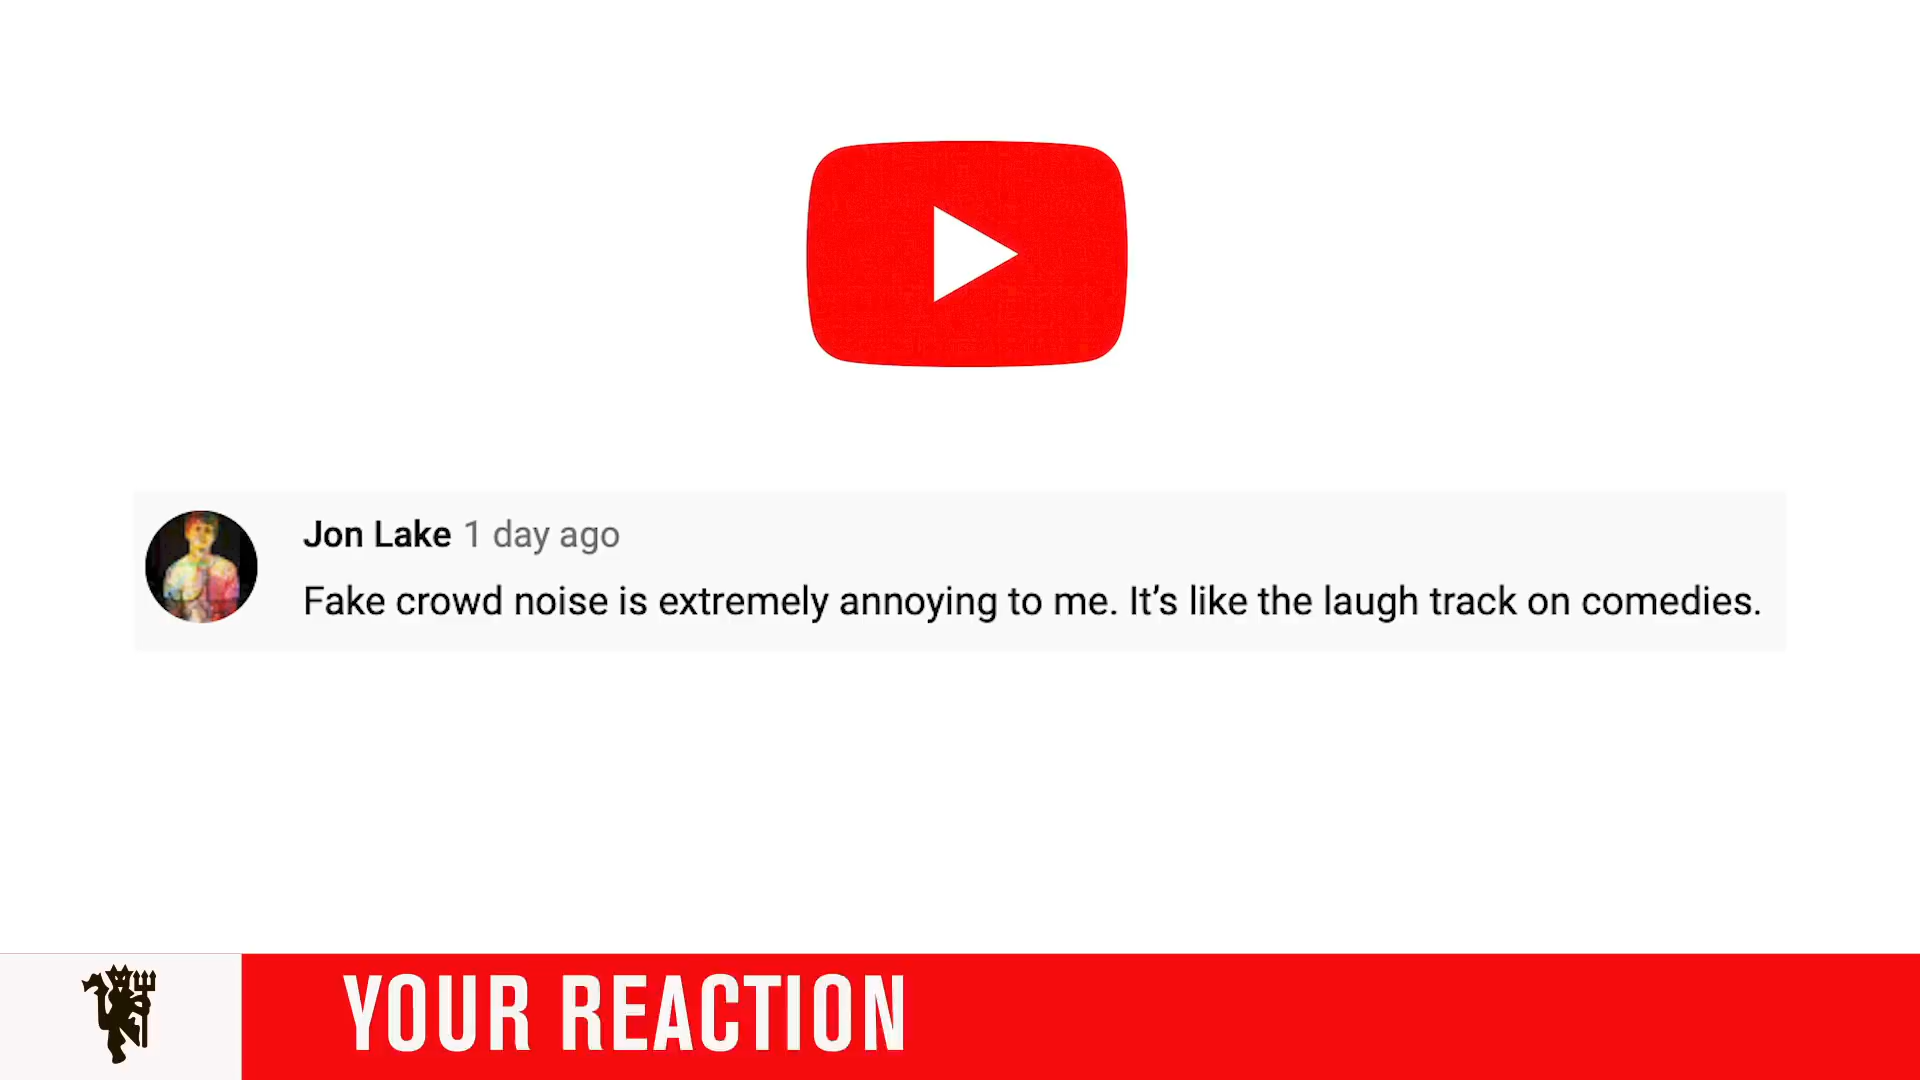 Jon Lake 1 day ago
Fake crowd noise is extremely annoying to me. It’s like the laugh track on comedies.
YOUR REACTION